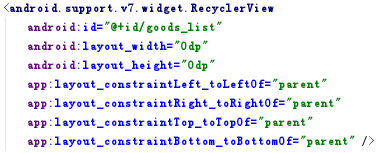 <android.support.v7.widget.RecyclerView
android:id="@+id/goods_list"
android:layout_width="0dp"
android:layout_height="0dp"
app:layout_constraintLeft_toLeftOf="parent"
app:layout_constraintRight_toRightOf="parent"
app:layout_constraintTop_toTopOf="parent"
app:layout_constraintBottom_toBottomOf="parent" />